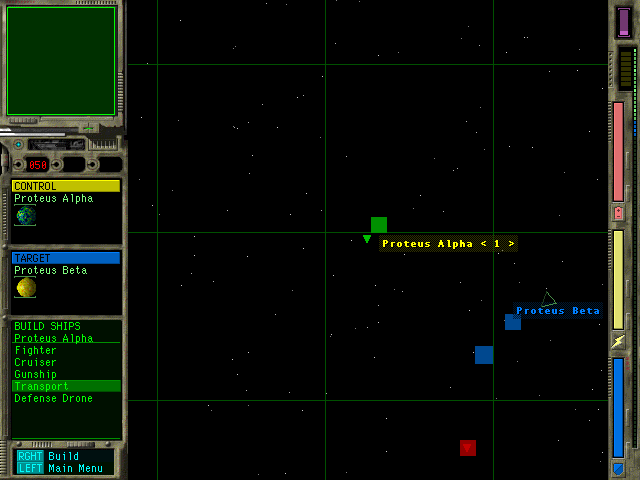 050
CONTROL
Proteus Alpha
TARGET
Proteus Beta
BUILD SHIPS
Proteus Alpha
Fighter
Cruiser
Gunship
Transport
Defense Drone
RGHT Build
LEFT Main Menu
Proteus Alpha < 1 >
Proteus Beta